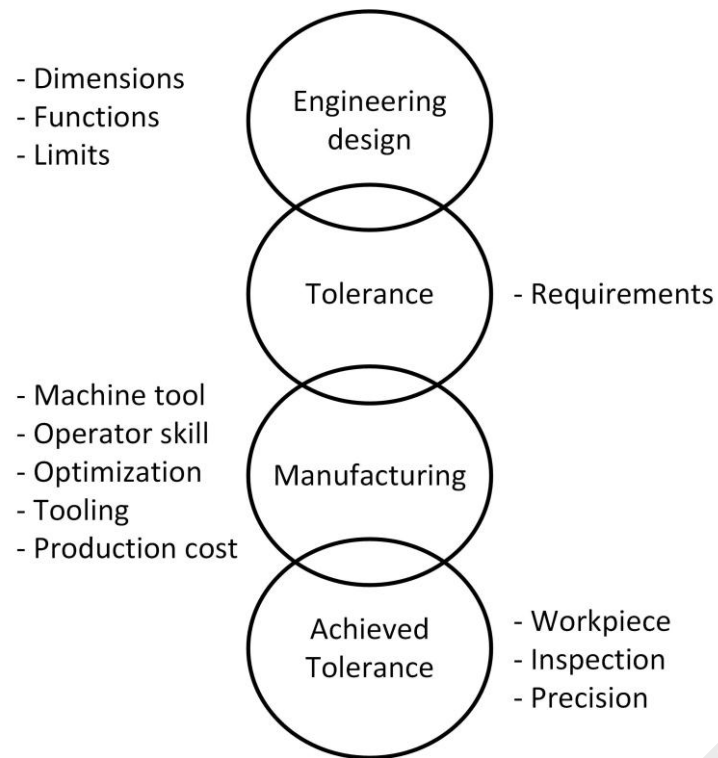 - Dimensions
- Functions
- Limits
Engineering
design
Tolerance
- Requirements
- Machine tool
- Operator skill
- Optimization
- Tooling
- Production cost
Manufacturing
Achieved
Tolerance
- Workpiece
- Inspection
- Precision